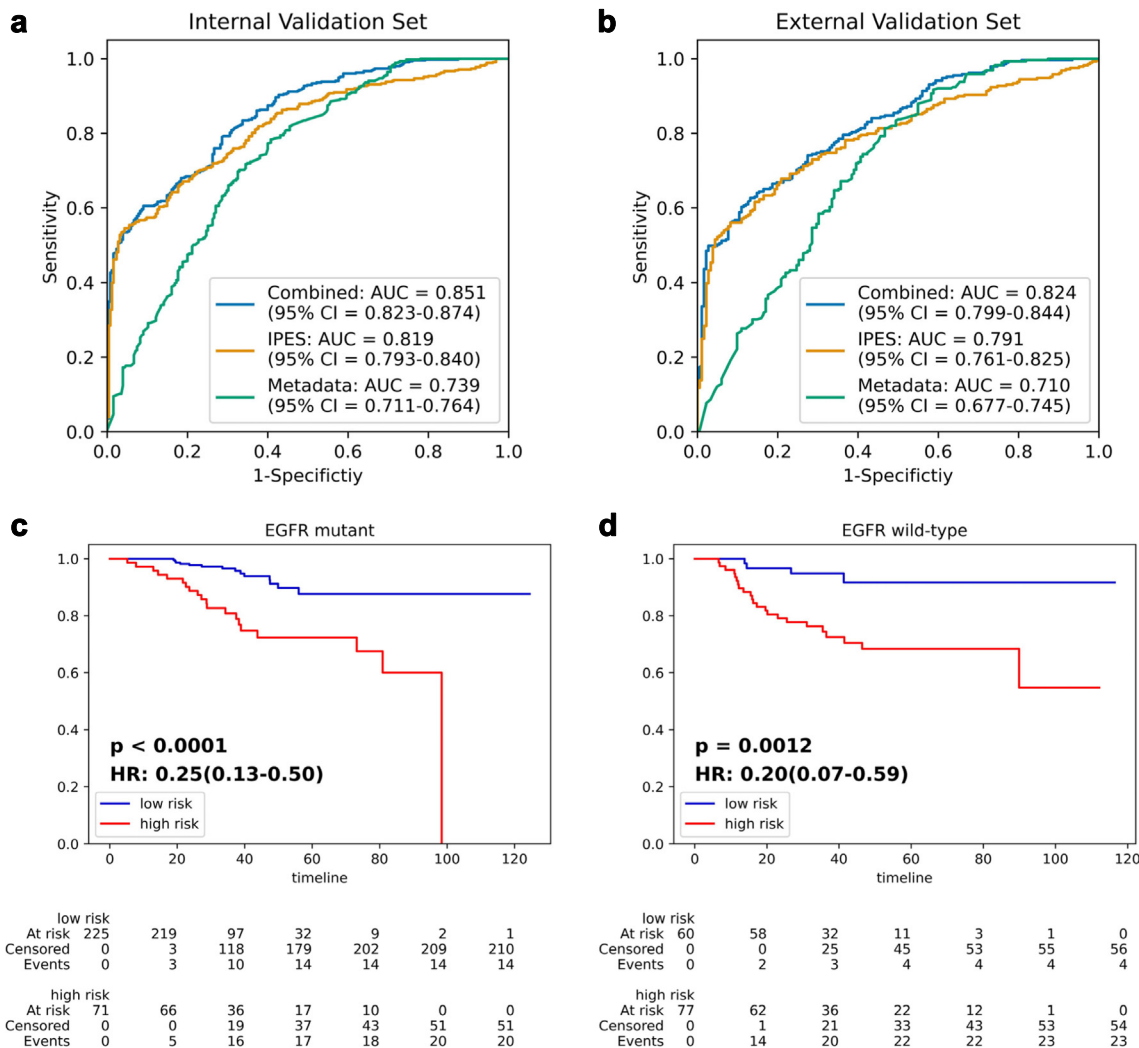 a
Internal Validation Set
1.0
0.8
0.6
0.4
0.2
0.0
Sensitivity
Combined: AUC = 0.851
(95% CI = 0.823-0.874)
IPES: AUC = 0.819
(95% CI = 0.793-0.840)
Metadata: AUC = 0.739
(95% CI = 0.711-0.764)
0.0 0.2 0.4 0.6 0.8 1.0
1-Specifictiy
b
External Validation Set
1.0
0.8
0.6
0.4
0.2
0.0
Sensitivity
Combined: AUC = 0.824
(95% CI = 0.799-0.844)
IPES: AUC = 0.791
(95% CI = 0.761-0.825)
Metadata: AUC = 0.710
(95% CI = 0.677-0.745)
0.0 0.2 0.4 0.6 0.8 1.0
1-Specifictiy
c
EGFR mutant
1.0
0.8
0.6
0.4
0.2
0.0
p < 0.0001
HR: 0.25(0.13-0.50)
low risk
high risk
0 20 40 60 80 100 120
timeline
low risk
At risk 225 219 97 32 9 2 1
Censored 0 3 118 179 202 209 210
Events 0 3 10 14 14 14 14
high risk
At risk 71 66 36 17 10 0 0
Censored 0 0 19 37 43 51 51
Events 0 5 16 17 18 20 20
d
EGFR wild-type
1.0
0.8
0.6
0.4
0.2
0.0
p = 0.0012
HR: 0.20(0.07-0.59)
low risk
high risk
0 20 40 60 80 100 120
timeline
low risk
At risk 60 58 32 11 3 1 0
Censored 0 0 25 45 53 55 56
Events 0 2 3 4 4 4 4
high risk
At risk 77 62 36 22 12 1 0
Censored 0 1 21 33 43 53 54
Events 0 14 20 22 22 23 23